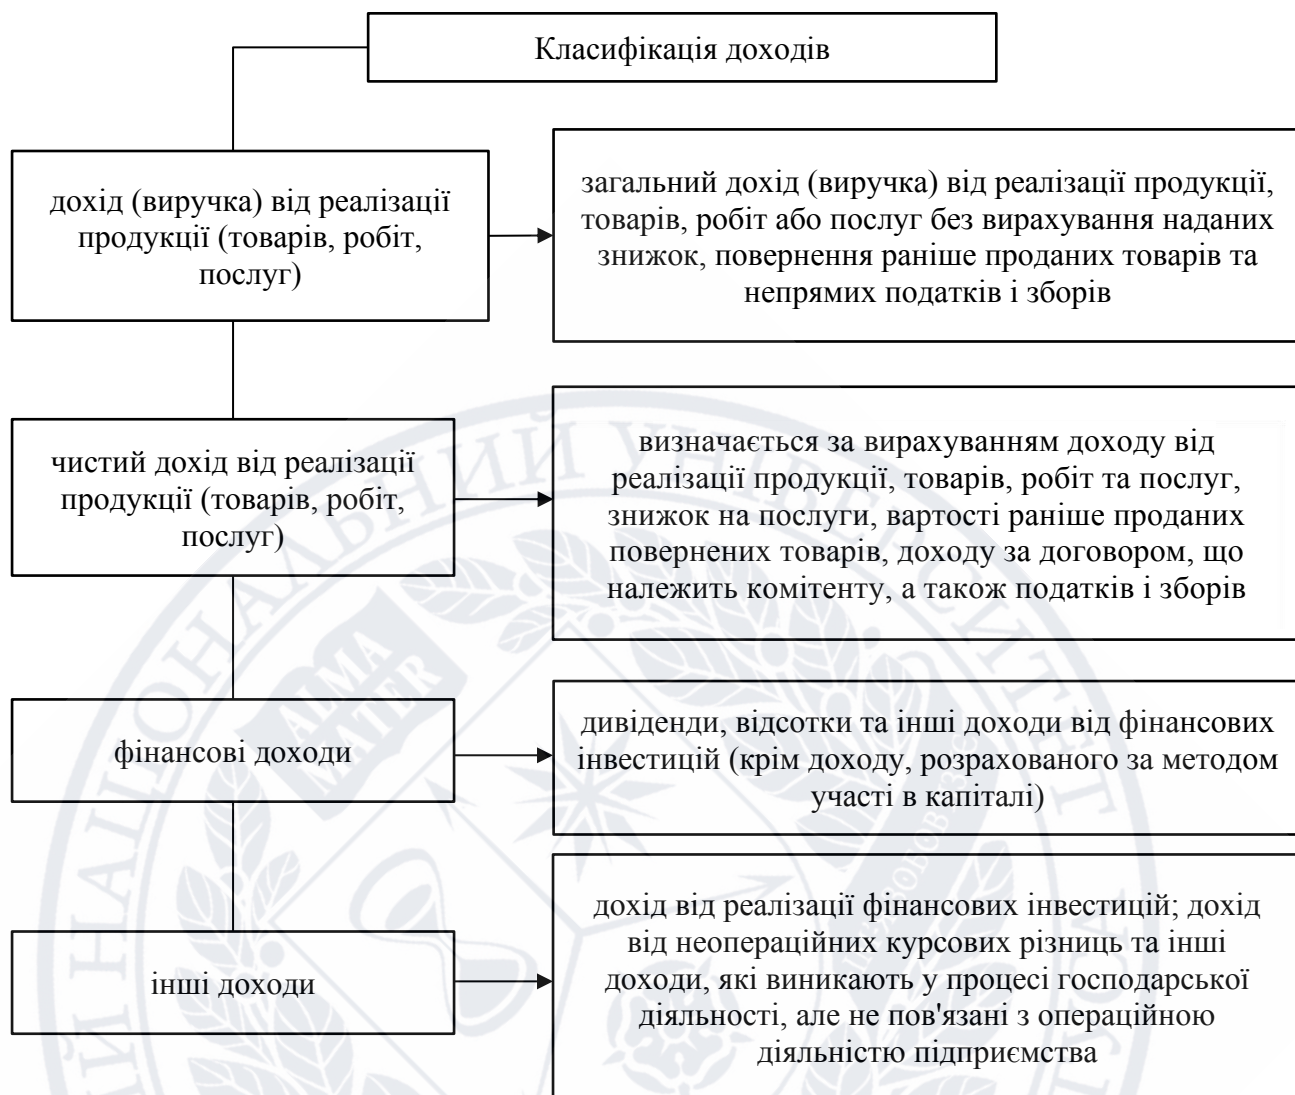 Класифікація доходів
дохід (виручка) від реалізації
продукції (товарів, робіт,
послуг)
загальний дохід (виручка) від реалізації продукції,
товарів, робіт або послуг без вирахування наданих
знижок, повернення раніше проданих товарів та
непрямих податків і зборів
чистий дохід від реалізації
продукції (товарів, робіт,
послуг)
визначається за вирахуванням доходу від
реалізації продукції, товарів, робіт та послуг,
знижок на послуги, вартості раніше проданих
повернених товарів, доходу за договором, що
належить комітенту, а також податків і зборів
фінансові доходи
дивіденди, відсотки та інші доходи від фінансових
інвестицій (крім доходу, розрахованого за методом
участі в капіталі)
інші доходи
дохід від реалізації фінансових інвестицій; дохід
від неопераційних курсових різниць та інші
доходи, які виникають у процесі господарської
діяльності, але не пов'язані з операційною
діяльністю підприємства
НАЦІОНАЛЬНИЙ УНІВЕРСИТЕТ
ALMA
MATER